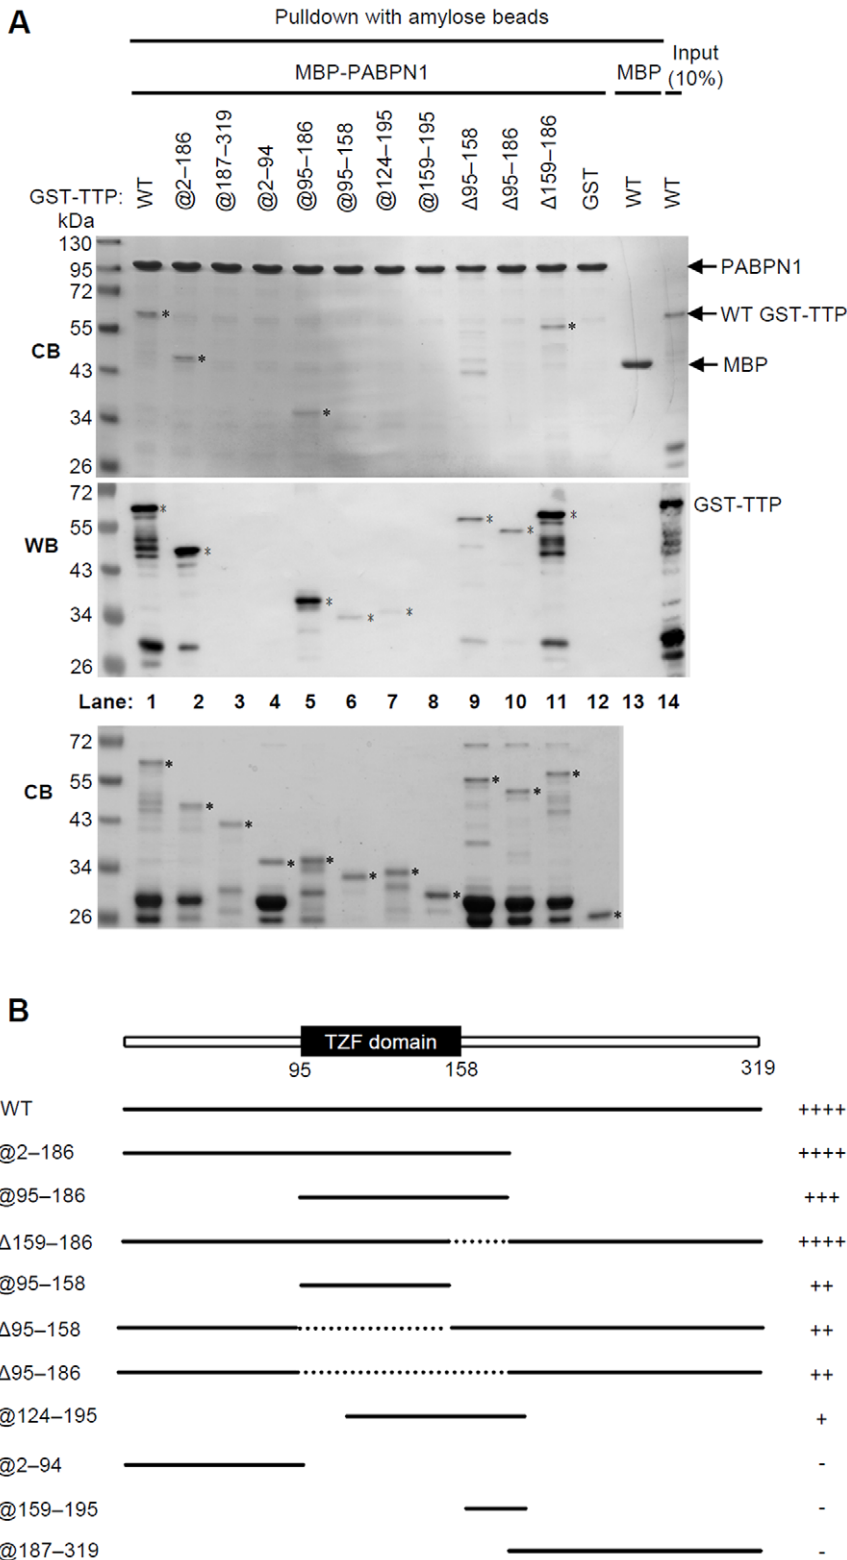 A
Pulldown with amylose beads
MBP-PABPN1
MBP
Input
(10%)
GST-TTP:
WT
@2–186
@187–319
@2–94
@95–186
@95–158
@124–195
@159–195
Δ95–158
Δ95–186
Δ159–186
GST
WT
WT
kDa
130
95
72
55
43
34
26
CB
PABPN1
WT GST-TTP
MBP
* * * *
72
55
43
34
26
WB
GST-TTP
* * * * * * * *
Lane: 1 2 3 4 5 6 7 8 9 10 11 12 13 14
72
55
43
34
26
CB
* * * * * * * * * * * *
B
TZF domain
95 158 319
WT ++++
@2–186 ++++
@95–186 +++
Δ159–186 ++++
@95–158 ++
Δ95–158 ++
Δ95–186 ++
@124–195 +
@2–94 -
@159–195 -
@187–319 -